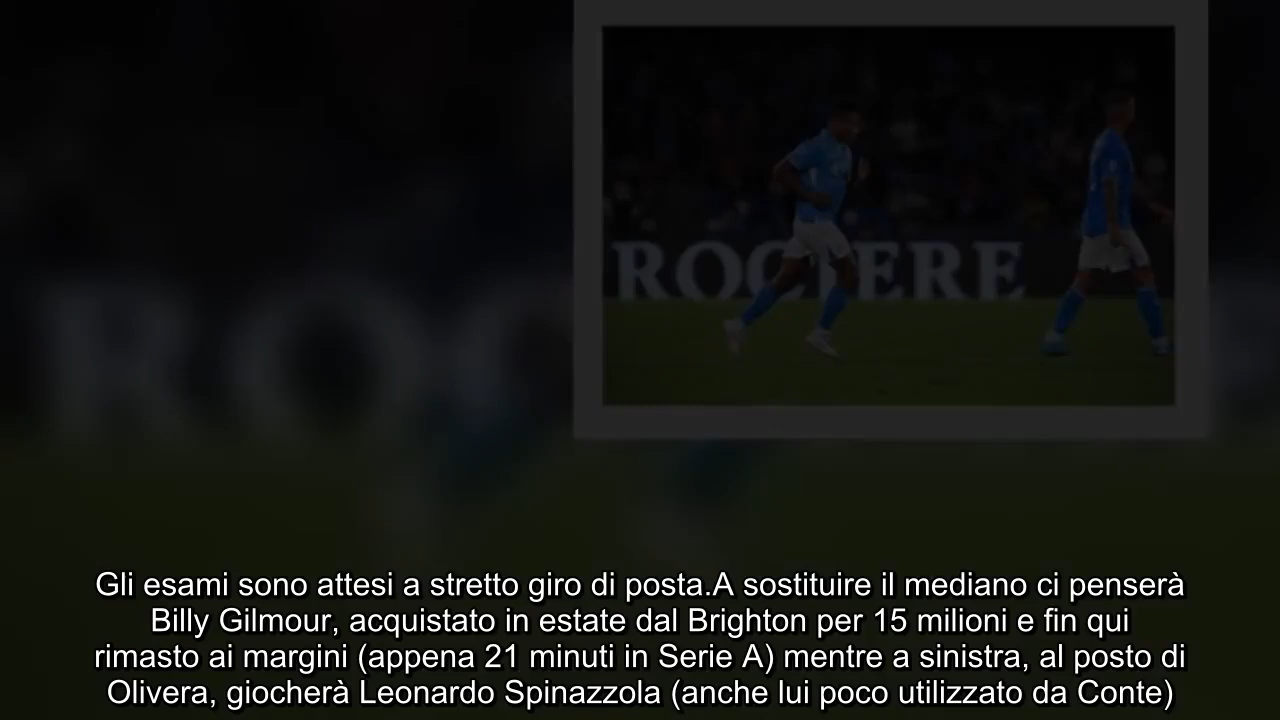 ROCIERE
Gli esami sono attesi a stretto giro di posta.A sostituire il mediano ci penserà
Billy Gilmour, acquistato in estate dal Brighton per 15 milioni e fin qui
rimasto ai margini (appena 21 minuti in Serie A) mentre a sinistra, al posto di
Olivera, giocherà Leonardo Spinazzola (anche lui poco utilizzato da Conte)